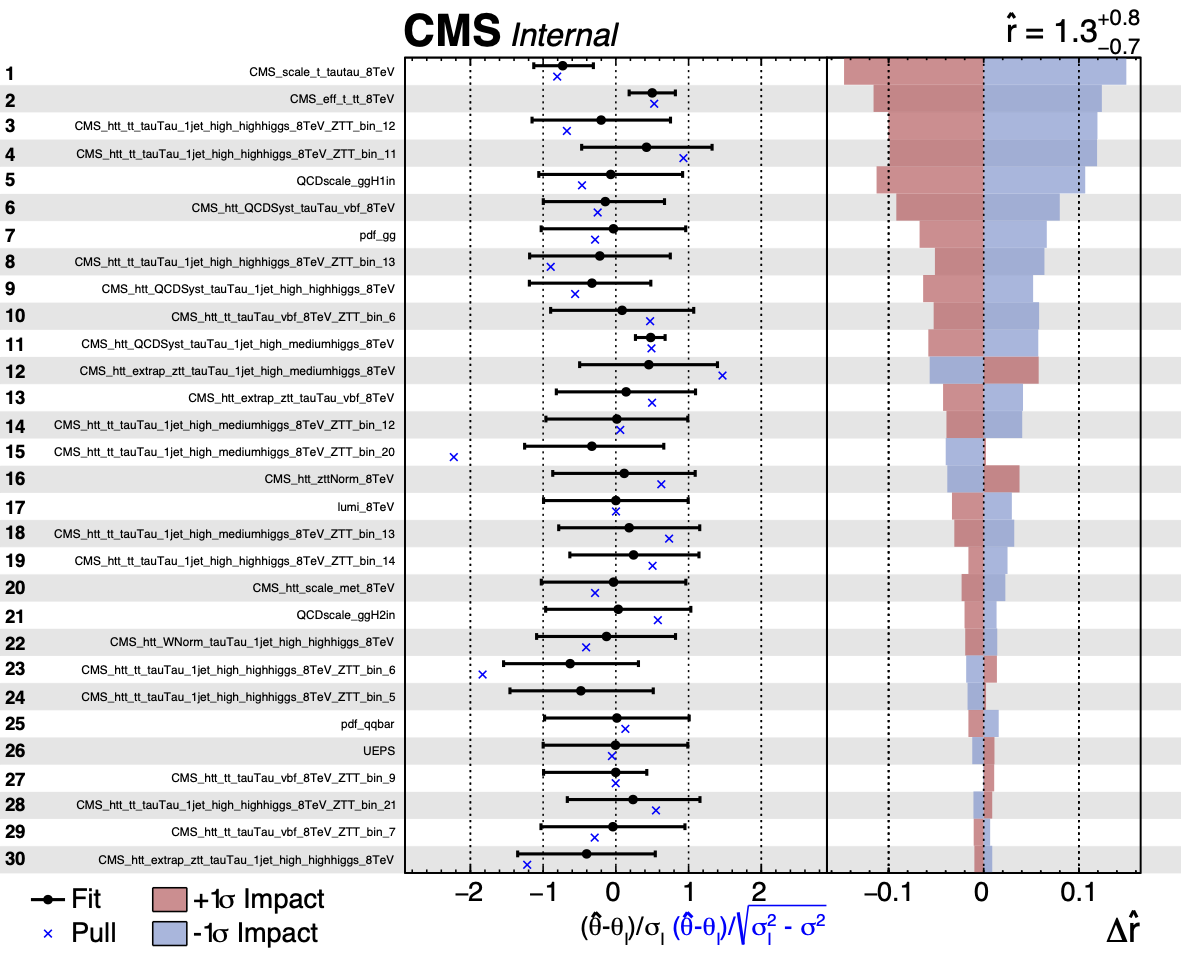 CMS Internal r̂ = 1.3 +0.8 −0.7
1 CMS_scale_t_tautau_8TeV
2 CMS_eff_t_tt_8TeV
3 CMS_htt_tt_tauTau_1jet_high_highhiggs_8TeV_ZTT_bin_12
4 CMS_htt_tt_tauTau_1jet_high_highhiggs_8TeV_ZTT_bin_11
5 QCDscale_ggH1in
6 CMS_htt_QCDSyst_tauTau_vbf_8TeV
7 pdf_gg
8 CMS_htt_tt_tauTau_1jet_high_highhiggs_8TeV_ZTT_bin_13
9 CMS_htt_QCDSyst_tauTau_1jet_high_highhiggs_8TeV
10 CMS_htt_tt_tauTau_vbf_8TeV_ZTT_bin_6
11 CMS_htt_QCDSyst_tauTau_1jet_high_mediumhiggs_8TeV
12 CMS_htt_extrap_ztt_tauTau_1jet_high_mediumhiggs_8TeV
13 CMS_htt_extrap_ztt_tauTau_vbf_8TeV
14 CMS_htt_tt_tauTau_1jet_high_mediumhiggs_8TeV_ZTT_bin_12
15 CMS_htt_tt_tauTau_1jet_high_mediumhiggs_8TeV_ZTT_bin_20
16 CMS_htt_zttNorm_8TeV
17 lumi_8TeV
18 CMS_htt_tt_tauTau_1jet_high_mediumhiggs_8TeV_ZTT_bin_13
19 CMS_htt_tt_tauTau_1jet_high_highhiggs_8TeV_ZTT_bin_14
20 CMS_htt_scale_met_8TeV
21 QCDscale_ggH2in
22 CMS_htt_WNorm_tauTau_1jet_high_highhiggs_8TeV
23 CMS_htt_tt_tauTau_1jet_high_highhiggs_8TeV_ZTT_bin_6
24 CMS_htt_tt_tauTau_1jet_high_highhiggs_8TeV_ZTT_bin_5
25 pdf_qqbar
26 UEPS
27 CMS_htt_tt_tauTau_vbf_8TeV_ZTT_bin_9
28 CMS_htt_tt_tauTau_1jet_high_highhiggs_8TeV_ZTT_bin_21
29 CMS_htt_tt_tauTau_vbf_8TeV_ZTT_bin_7
30 CMS_htt_extrap_ztt_tauTau_1jet_high_highhiggs_8TeV
−2 −1 0 1 2 −0.1 0 0.1
Fit +1σ Impact
Pull -1σ Impact
(θ̂-θ_I)/σ_I (θ̂-θ_I)/√(σ_I² - σ²) Δr̂